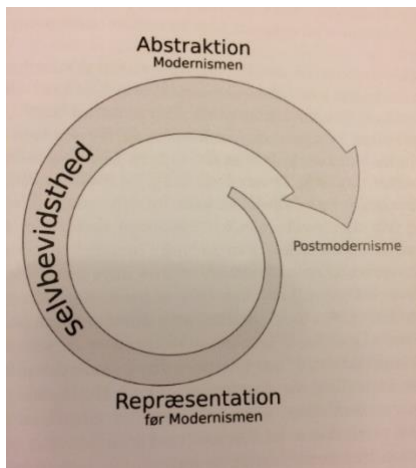 Abstraktion
Modernismen
selvbevidsthed
Postmodernisme
Repræsentation
før Modernismen